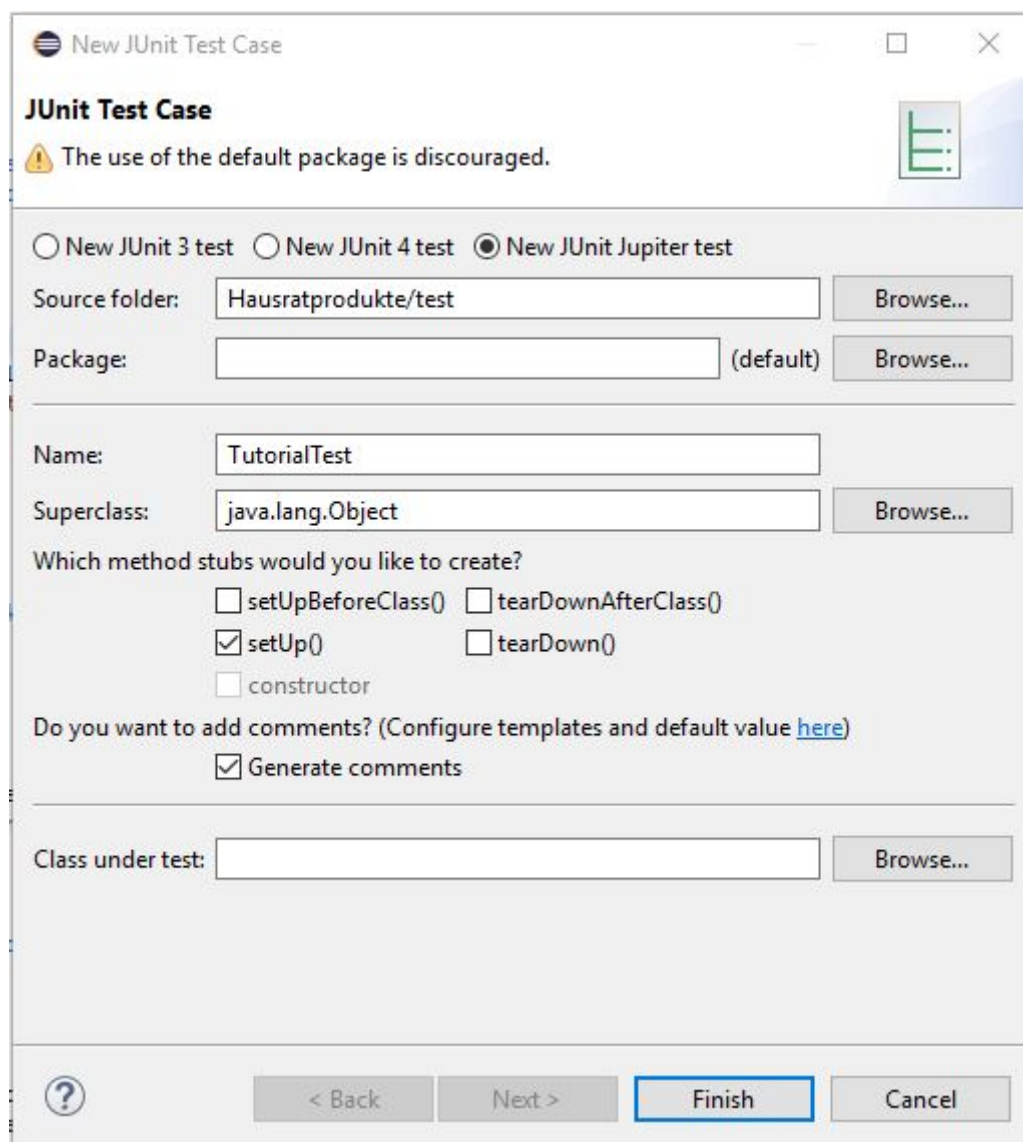 New JUnit Test Case
JUnit Test Case
The use of the default package is discouraged.
New JUnit 3 test New JUnit 4 test New JUnit Jupiter test
Source folder: Hausratprodukte/test Browse...
Package: (default) Browse...
Name: TutorialTest
Superclass: java.lang.Object Browse...
Which method stubs would you like to create?
setUpBeforeClass() tearDownAfterClass()
setUp() tearDown()
constructor
Do you want to add comments? (Configure templates and default value here)
Generate comments
Class under test: Browse...
? < Back Next > Finish Cancel